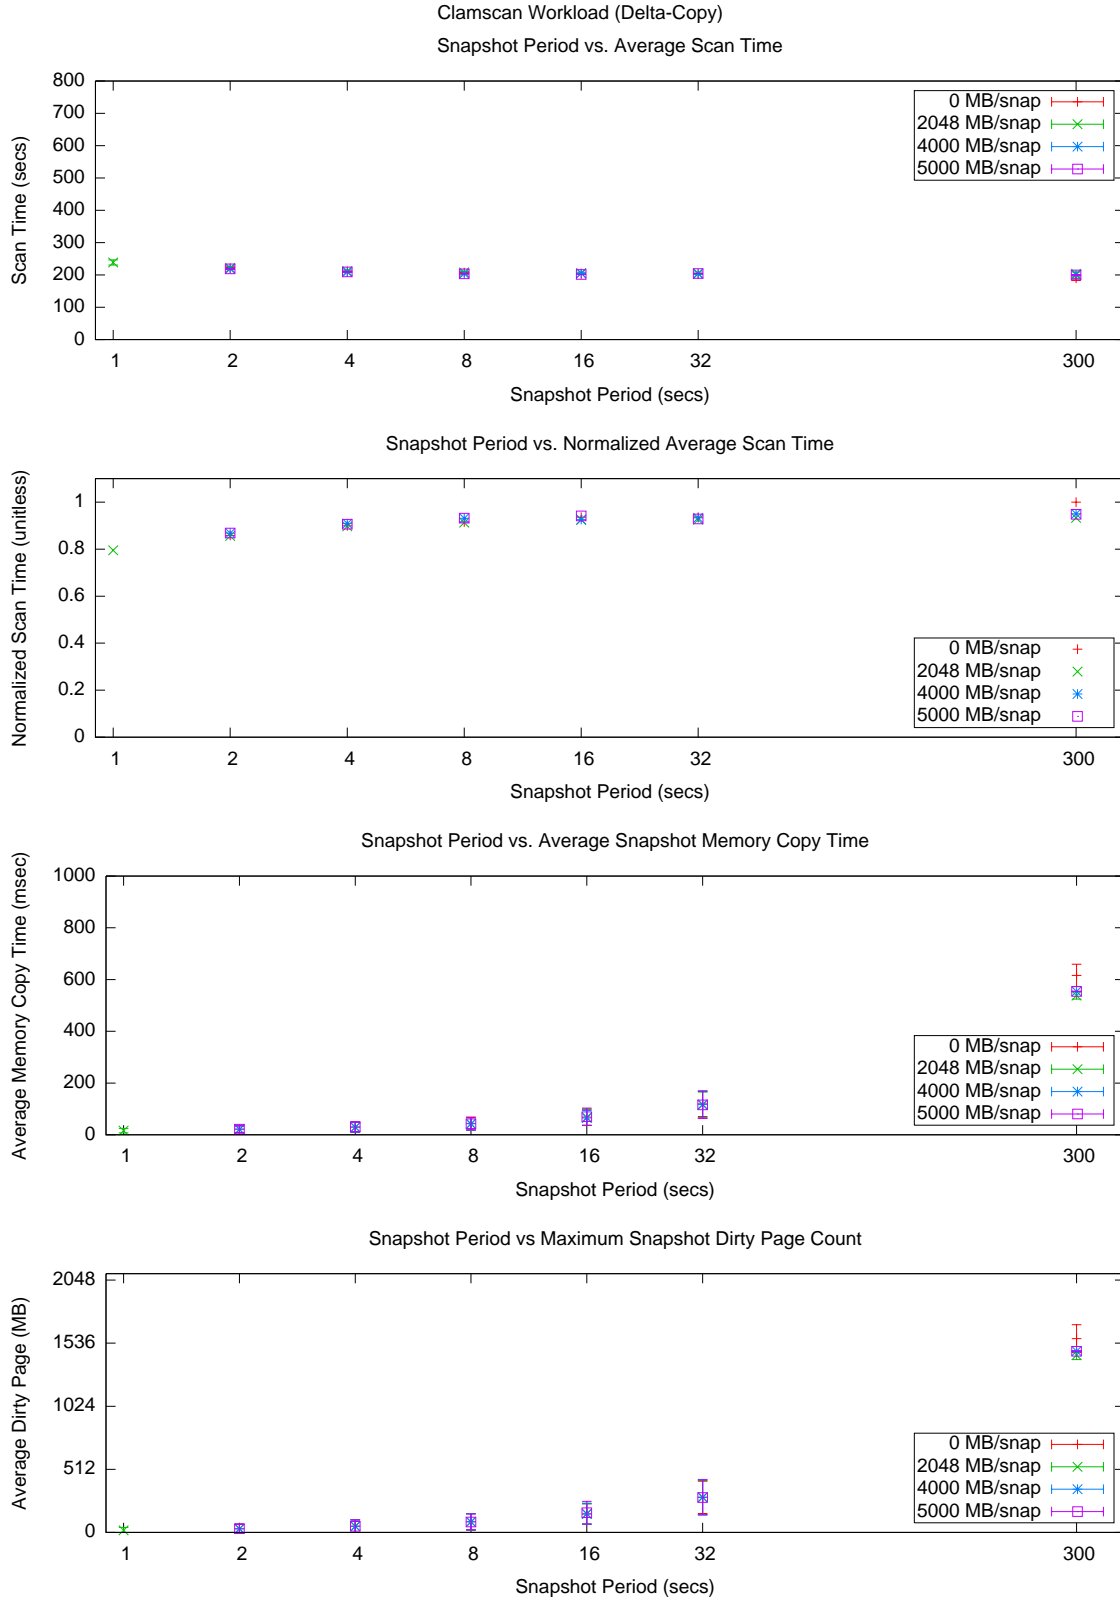 Clamscan Workload (Delta-Copy)
Snapshot Period vs. Average Scan Time
Scan Time (secs)
800
700
600
500
400
300
200
100
0
0 MB/snap
2048 MB/snap
4000 MB/snap
5000 MB/snap
1 2 4 8 16 32 300
Snapshot Period (secs)
Snapshot Period vs. Normalized Average Scan Time
Normalized Scan Time (unitless)
1
0.8
0.6
0.4
0.2
0
0 MB/snap
2048 MB/snap
4000 MB/snap
5000 MB/snap
1 2 4 8 16 32 300
Snapshot Period (secs)
Snapshot Period vs. Average Snapshot Memory Copy Time
Average Memory Copy Time (msec)
1000
800
600
400
200
0
0 MB/snap
2048 MB/snap
4000 MB/snap
5000 MB/snap
1 2 4 8 16 32 300
Snapshot Period (secs)
Snapshot Period vs Maximum Snapshot Dirty Page Count
Average Dirty Page (MB)
2048
1536
1024
512
0
0 MB/snap
2048 MB/snap
4000 MB/snap
5000 MB/snap
1 2 4 8 16 32 300
Snapshot Period (secs)